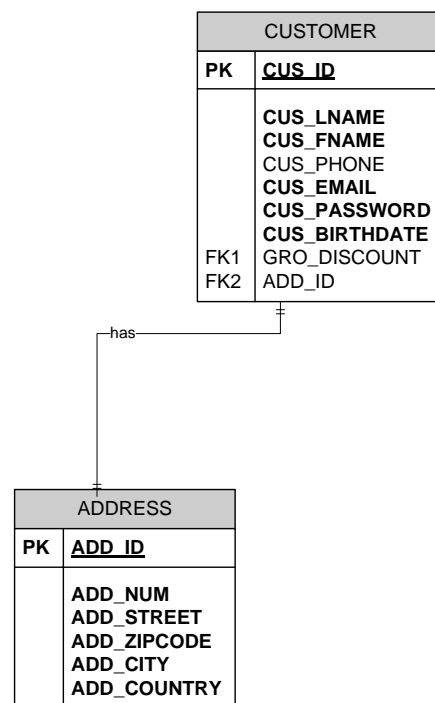 CUSTOMER
PK CUS_ID
CUS_LNAME
CUS_FNAME
CUS_PHONE
CUS_EMAIL
CUS_PASSWORD
CUS_BIRTHDATE
FK1 GRO_DISCOUNT
FK2 ADD_ID
has
ADDRESS
PK ADD_ID
ADD_NUM
ADD_STREET
ADD_ZIPCODE
ADD_CITY
ADD_COUNTRY